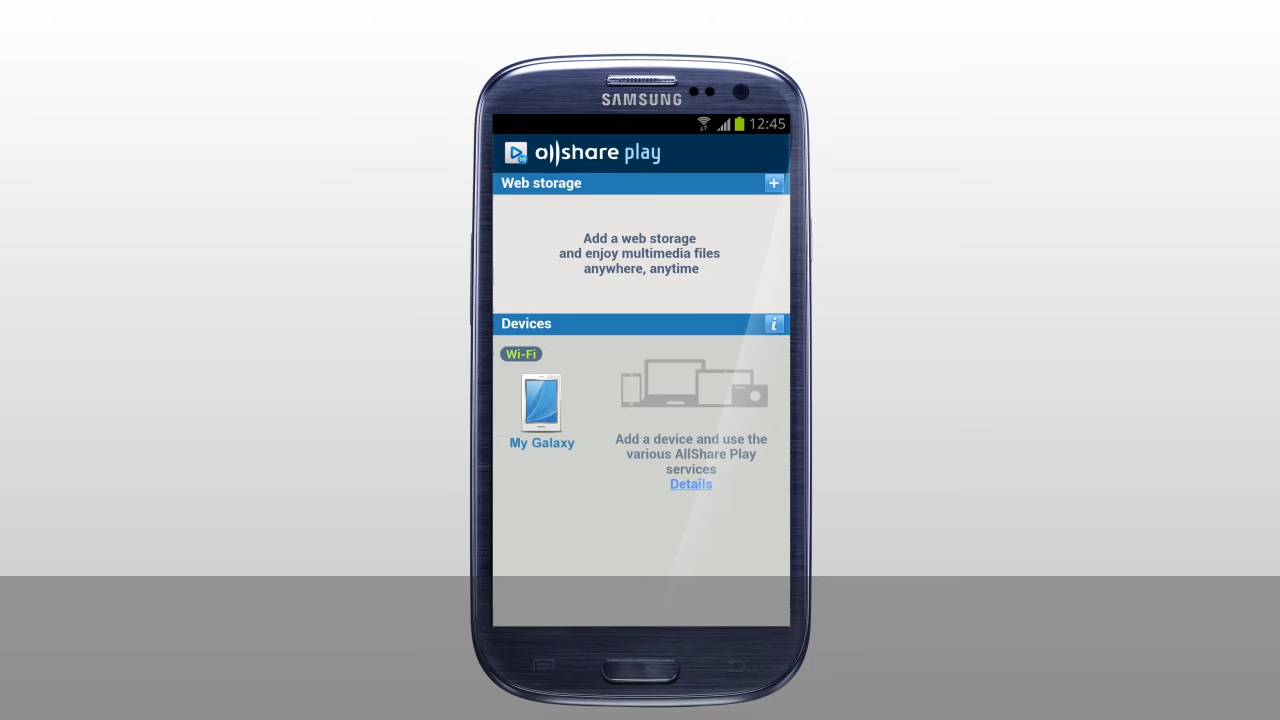 SAMSUNG
12:45
allshare play
Web storage
Add a web storage
and enjoy multimedia files
anywhere, anytime
Devices
Wi-Fi
My Galaxy
Add a device and use the
various AllShare Play
services
Details